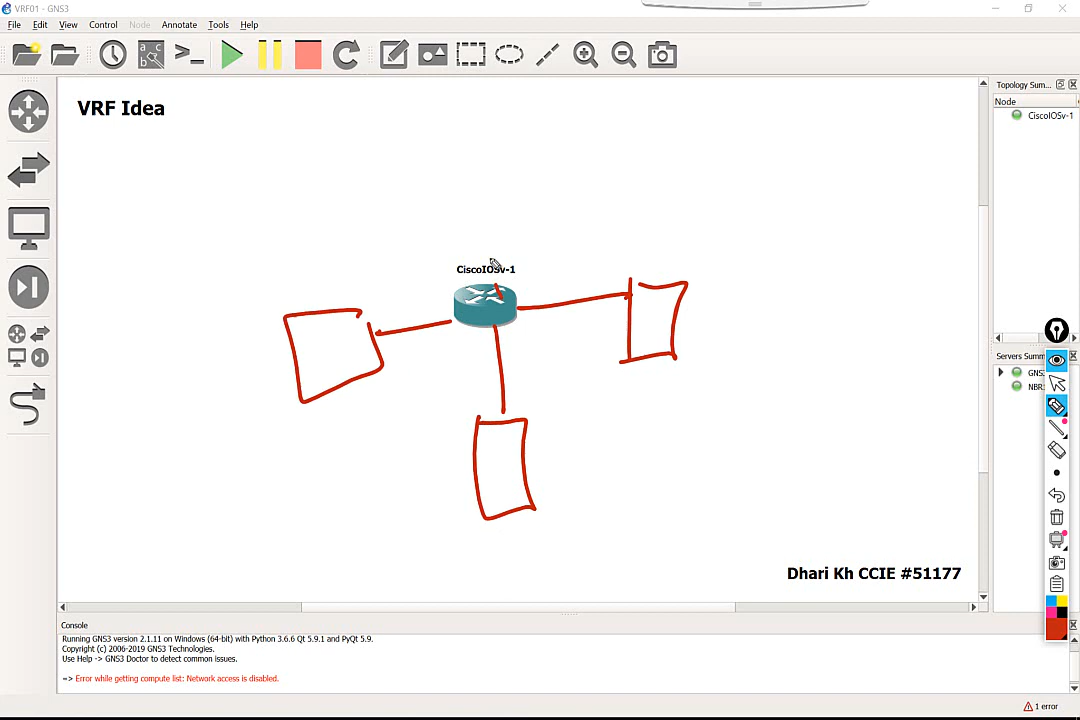 VRF01 - GNS3
File Edit View Control Node Annotate Tools Help
VRF Idea
CiscoIOSv-1
Dhari Kh CCIE #51177
Topology Sum...
Node
CiscoIOSv-1
Servers Summ
GNS3
NBR
Console
Running GNS3 version 2.1.11 on Windows (64-bit) with Python 3.6.6 Qt 5.9.1 and PyQt 5.9.
Copyright (c) 2006-2019 GNS3 Technologies.
Use Help -> GNS3 Doctor to detect common issues.
=> Error while getting compute list: Network access is disabled.
1 error